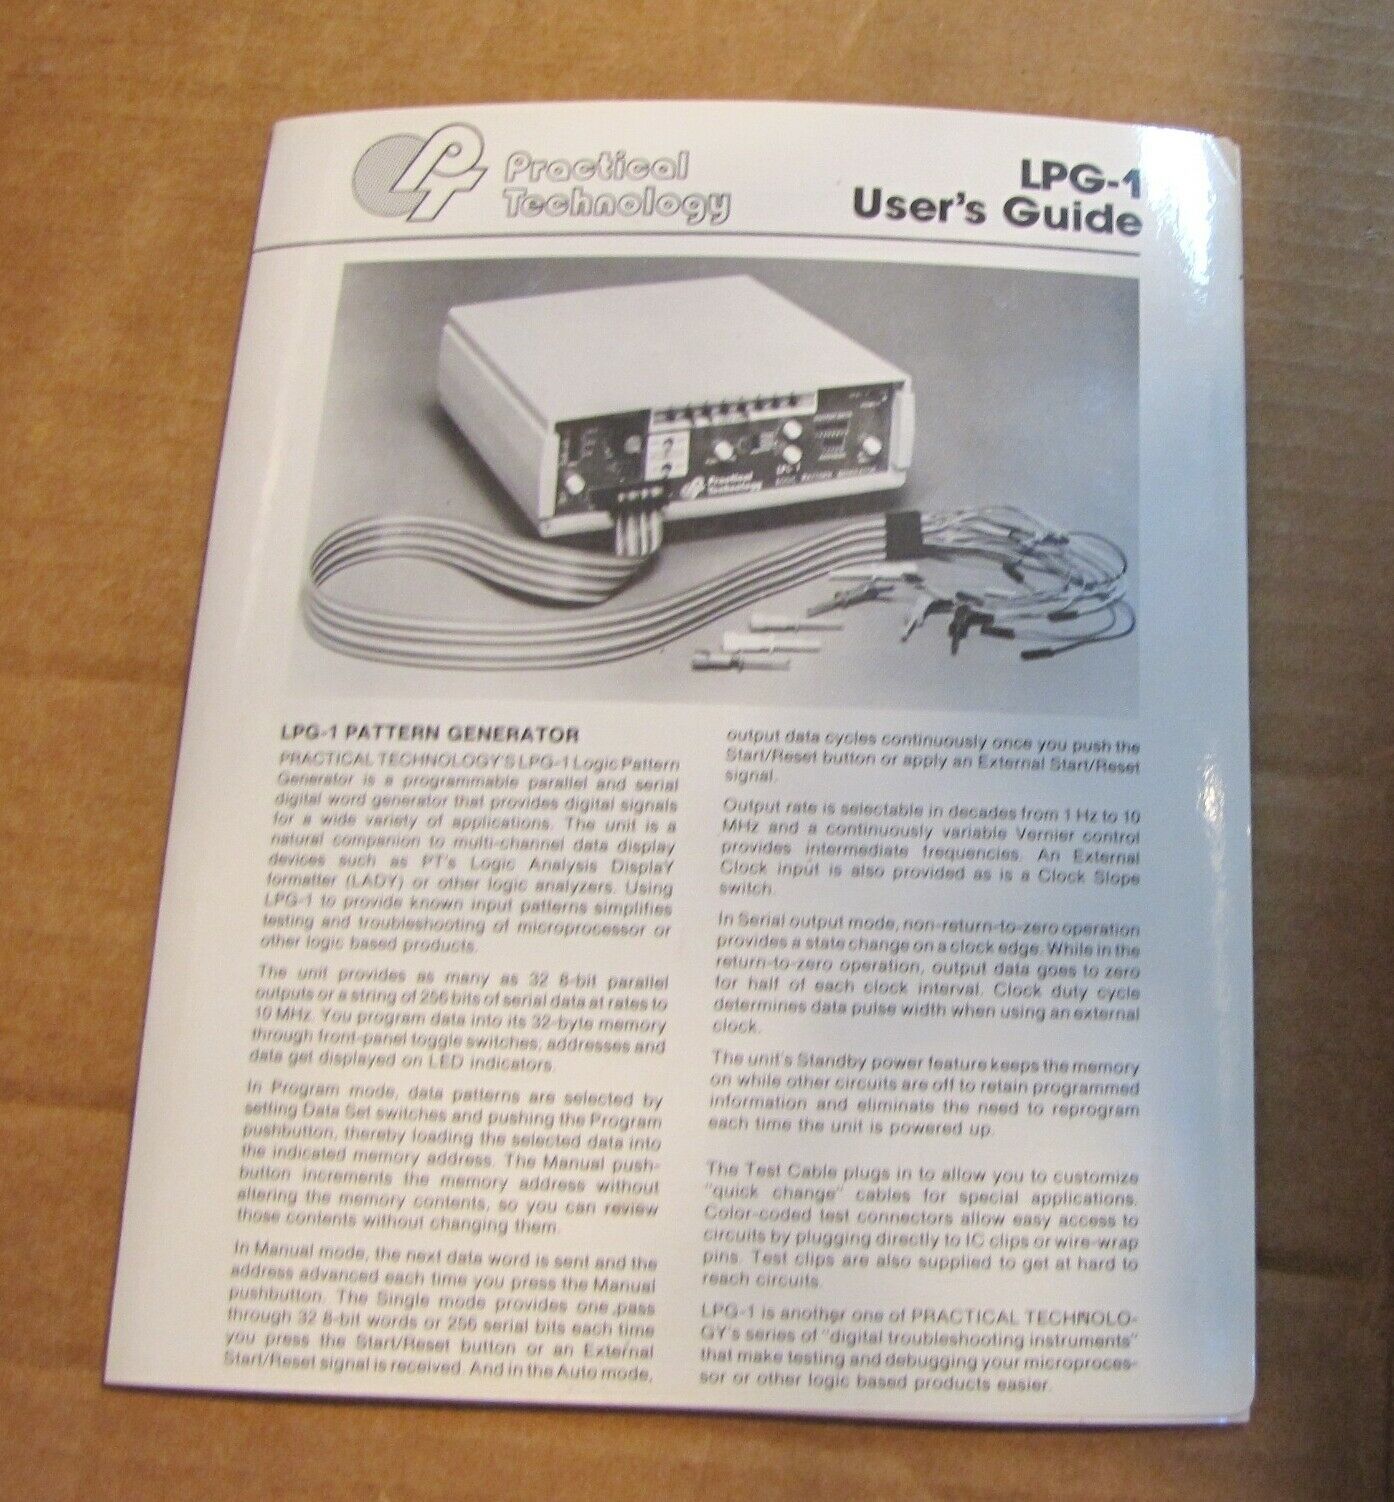 PT Practical
Technology
LPG-1
User's Guide
LPG-1
Practical
Technology
LPG-1 PATTERN GENERATOR
PRACTICAL TECHNOLOGY'S LPG-1 Logic Pattern
Generator is a programmable parallel and serial
digital word generator that provides digital signals
for a wide variety of applications. The unit is a
natural companion to multi-channel data display
devices such as PT's Logic Analysis DisplaY
formatter (LADY) or other logic analyzers. Using
LPG-1 to provide known input patterns simplifies
testing and troubleshooting of microprocessor or
other logic based products.
The unit provides as many as 32 8-bit parallel
outputs or a string of 256 bits of serial data at rates to
10 MHz. You program data into its 32-byte memory
through front-panel toggle switches; addresses and
data get displayed on LED indicators.
In Program mode, data patterns are selected by
setting Data Set switches and pushing the Program
pushbutton, thereby loading the selected data into
the indicated memory address. The Manual push-
button increments the memory address without
altering the memory contents, so you can review
those contents without changing them.
In Manual mode, the next data word is sent and the
address advanced each time you press the Manual
pushbutton. The Single mode provides one pass
through 32 8-bit words or 256 serial bits each time
you press the Start/Reset button or an External
Start/Reset signal is received. And in the Auto mode,
output data cycles continuously once you push the
Start/Reset button or apply an External Start/Reset
signal.
Output rate is selectable in decades from 1 Hz to 10
MHz and a continuously variable Vernier control
provides intermediate frequencies. An External
Clock input is also provided as is a Clock Slope
switch.
In Serial output mode, non-return-to-zero operation
provides a state change on a clock edge. While in the
return-to-zero operation, output data goes to zero
for half of each clock interval. Clock duty cycle
determines data pulse width when using an external
clock.
The unit's Standby power feature keeps the memory
on while other circuits are off to retain programmed
information and eliminate the need to reprogram
each time the unit is powered up.
The Test Cable plugs in to allow you to customize
"quick change" cables for special applications.
Color-coded test connectors allow easy access to
circuits by plugging directly to IC clips or wire-wrap
pins. Test clips are also supplied to get at hard to
reach circuits.
LPG-1 is another one of PRACTICAL TECHNOLO-
GY's series of "digital troubleshooting instruments"
that make testing and debugging your microproces-
sor or other logic based products easier.